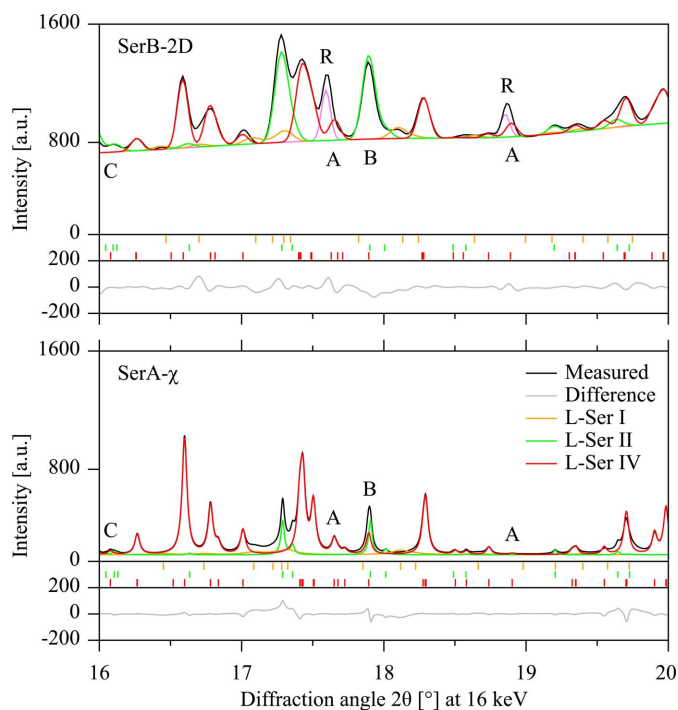 1600
SerB-2D
R
R
800
C
A
B
A
Intensity [a.u.]
0
200
0
-200
1600
SerA-χ
Measured
Difference
L-Ser I
L-Ser II
L-Ser IV
800
B
C
A
A
Intensity [a.u.]
0
200
0
-200
16 17 18 19 20
Diffraction angle 2θ [°] at 16 keV